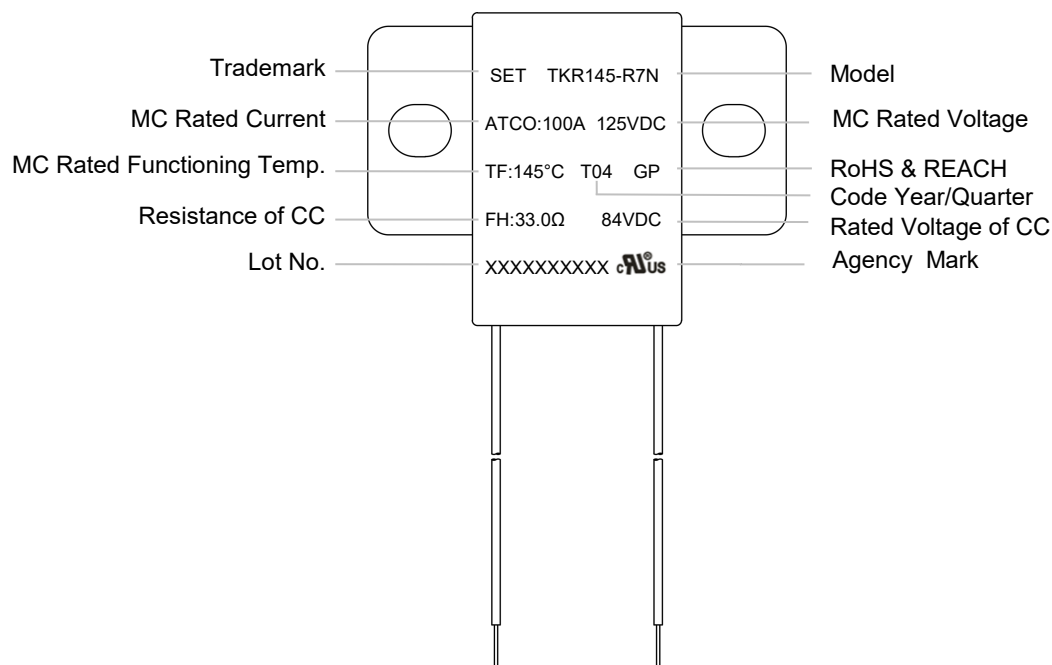 Trademark SET TKR145-R7N Model
MC Rated Current ATCO:100A 125VDC MC Rated Voltage
MC Rated Functioning Temp. TF:145°C T04 GP RoHS & REACH
Code Year/Quarter
Resistance of CC FH:33.0Ω 84VDC Rated Voltage of CC
Lot No. XXXXXXXXXX cRU®US Agency Mark